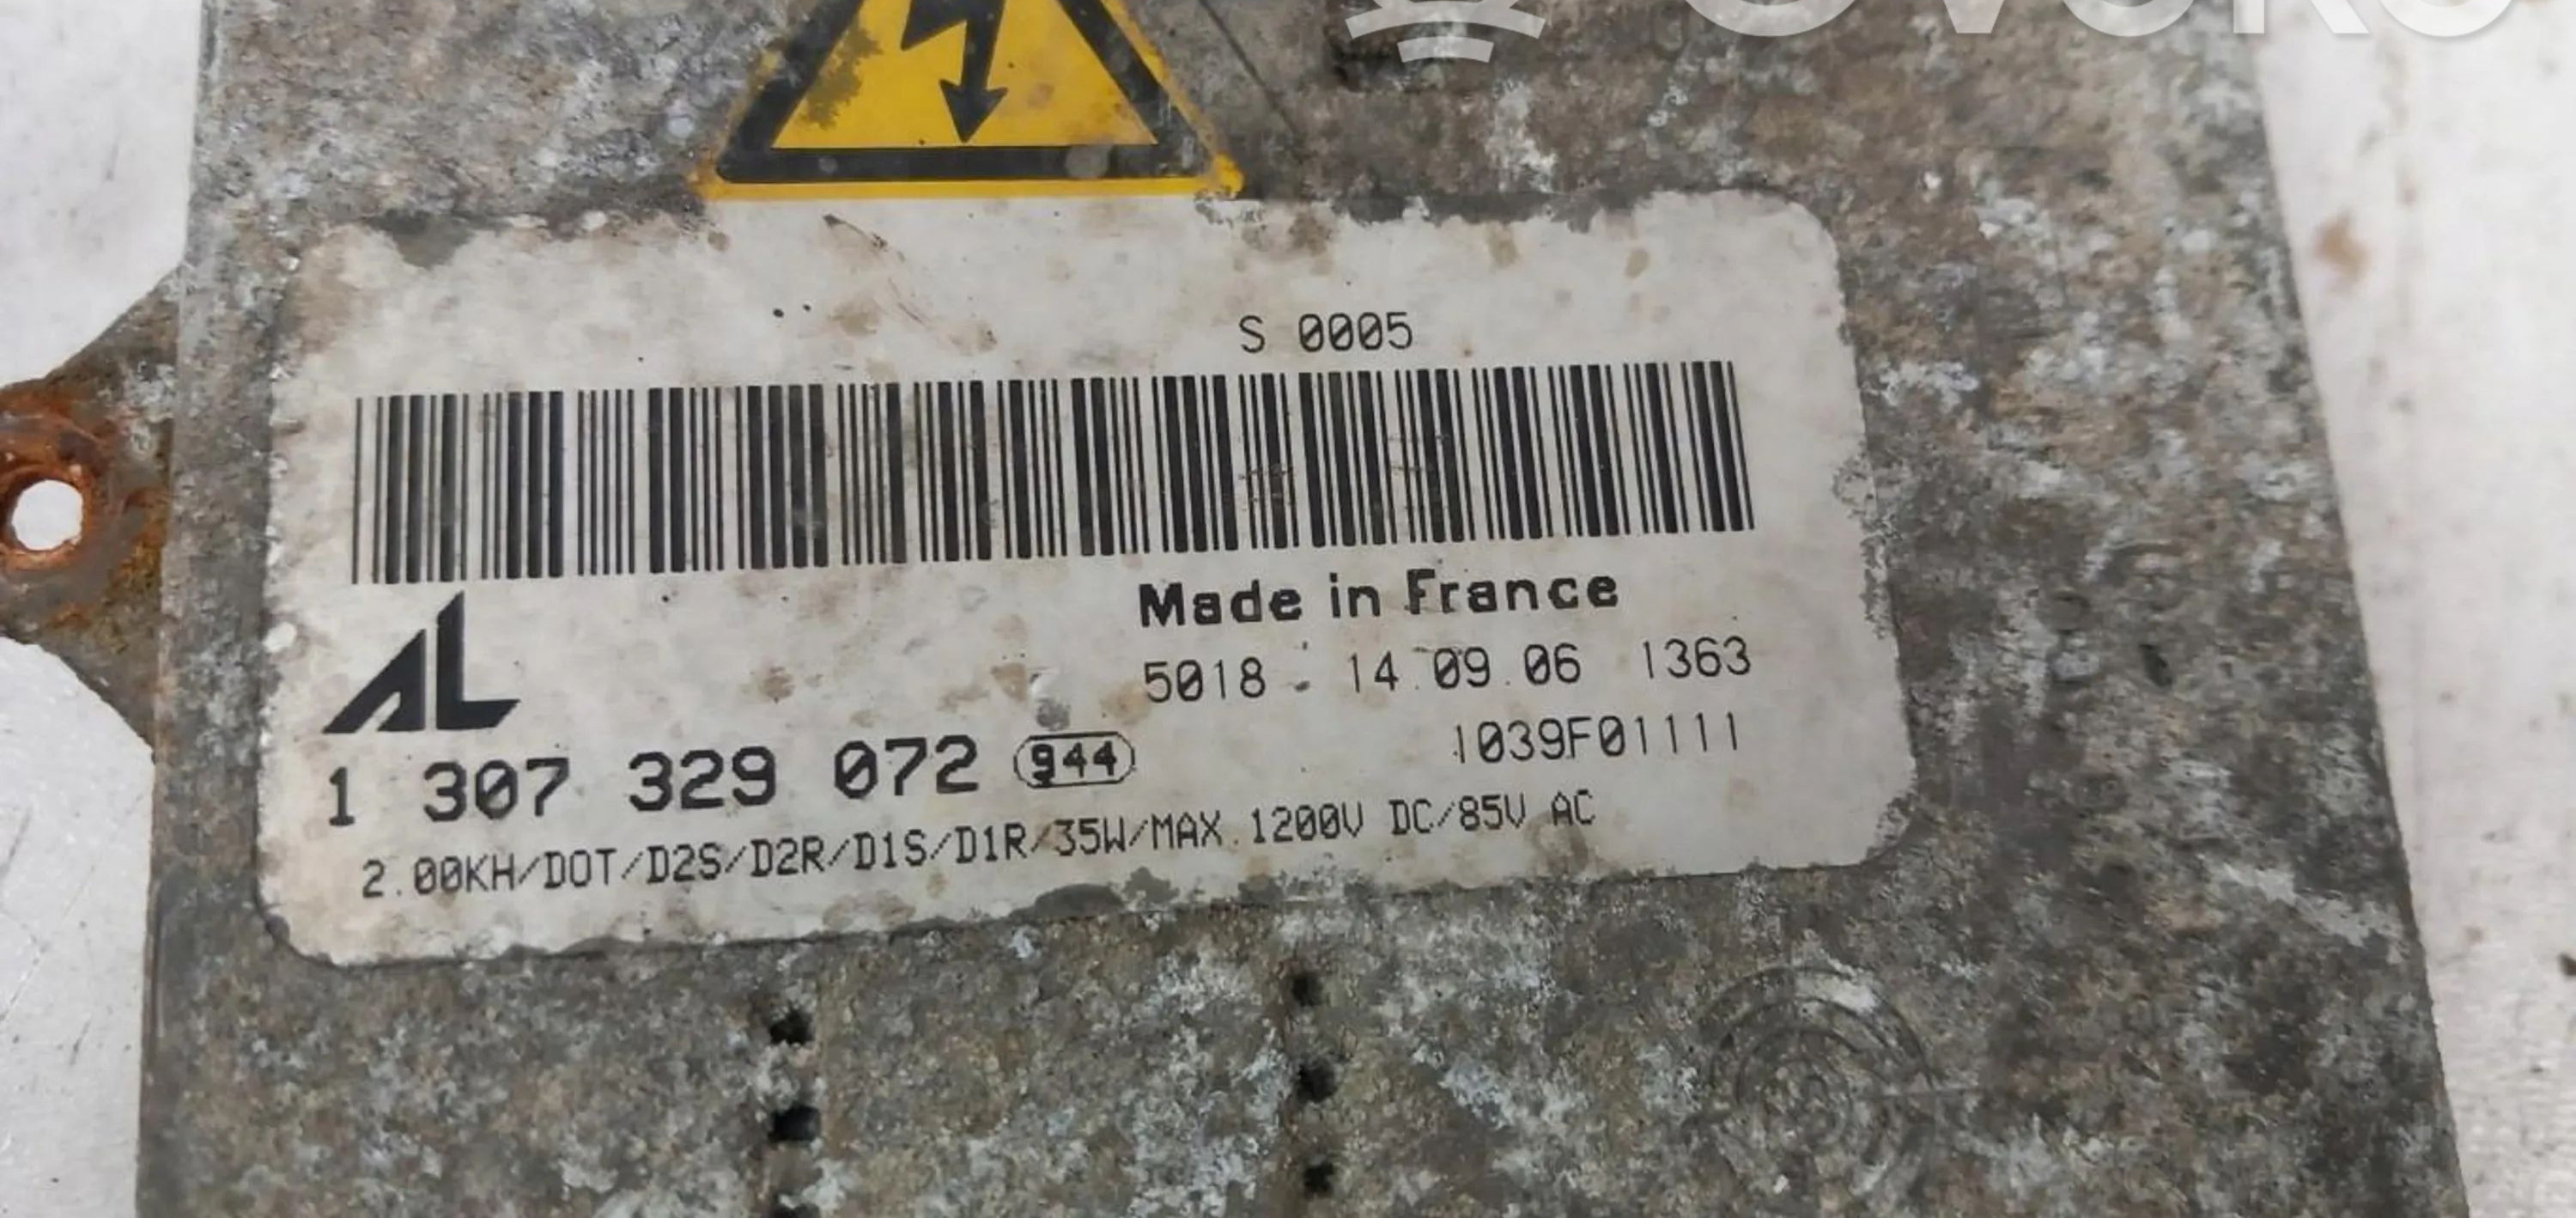 S 0005
Made in France
AL
5018 - 14.09.06 1363
1 307 329 072 944
1039F01111
2.00KH/DOT/D2S/D2R/D1S/D1R/35W/MAX.1200V DC/85V AC